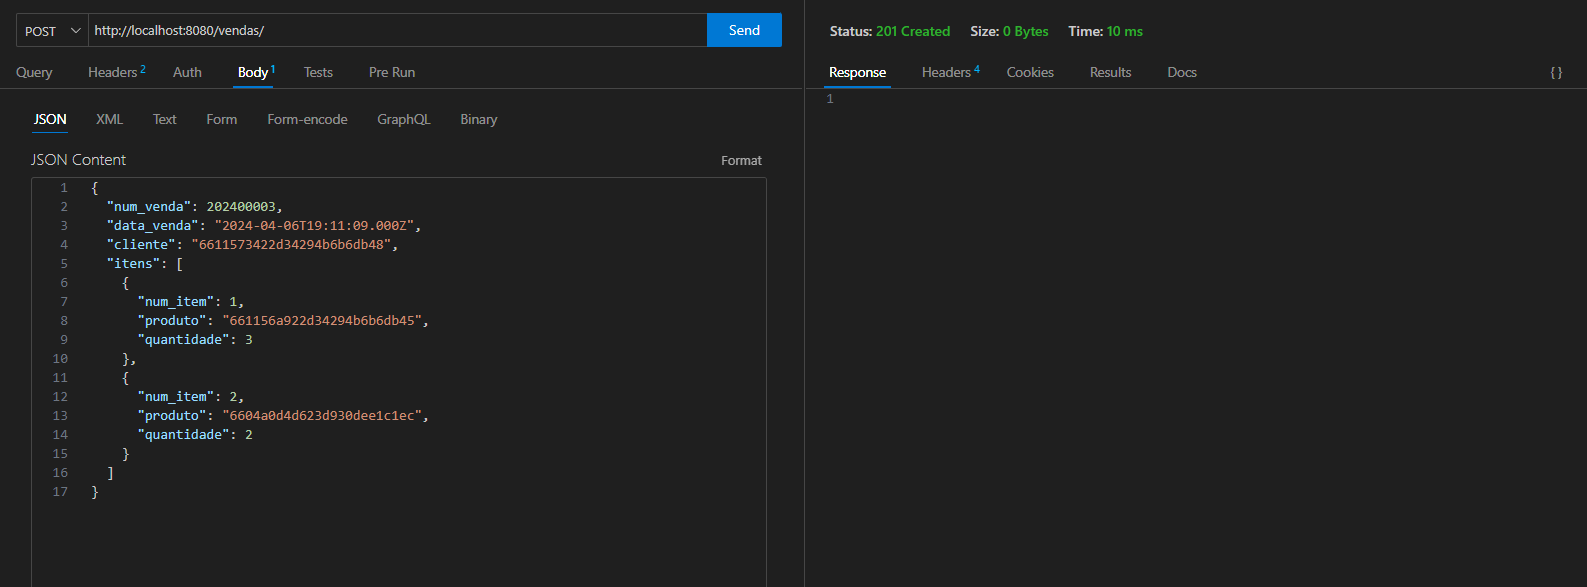 POST http://localhost:8080/vendas/ Send
Query Headers 2 Auth Body 1 Tests Pre Run
JSON XML Text Form Form-encode GraphQL Binary
JSON Content Format
1 {
2 "num_venda": 202400003,
3 "data_venda": "2024-04-06T19:11:09.000Z",
4 "cliente": "6611573422d34294b6b6db48",
5 "itens": [
6 {
7 "num_item": 1,
8 "produto": "661156a922d34294b6b6db45",
9 "quantidade": 3
10 },
11 {
12 "num_item": 2,
13 "produto": "6604a0d4d623d930dee1c1ec",
14 "quantidade": 2
15 }
16 ]
17 }
Status: 201 Created Size: 0 Bytes Time: 10 ms
Response Headers 4 Cookies Results Docs { }
1